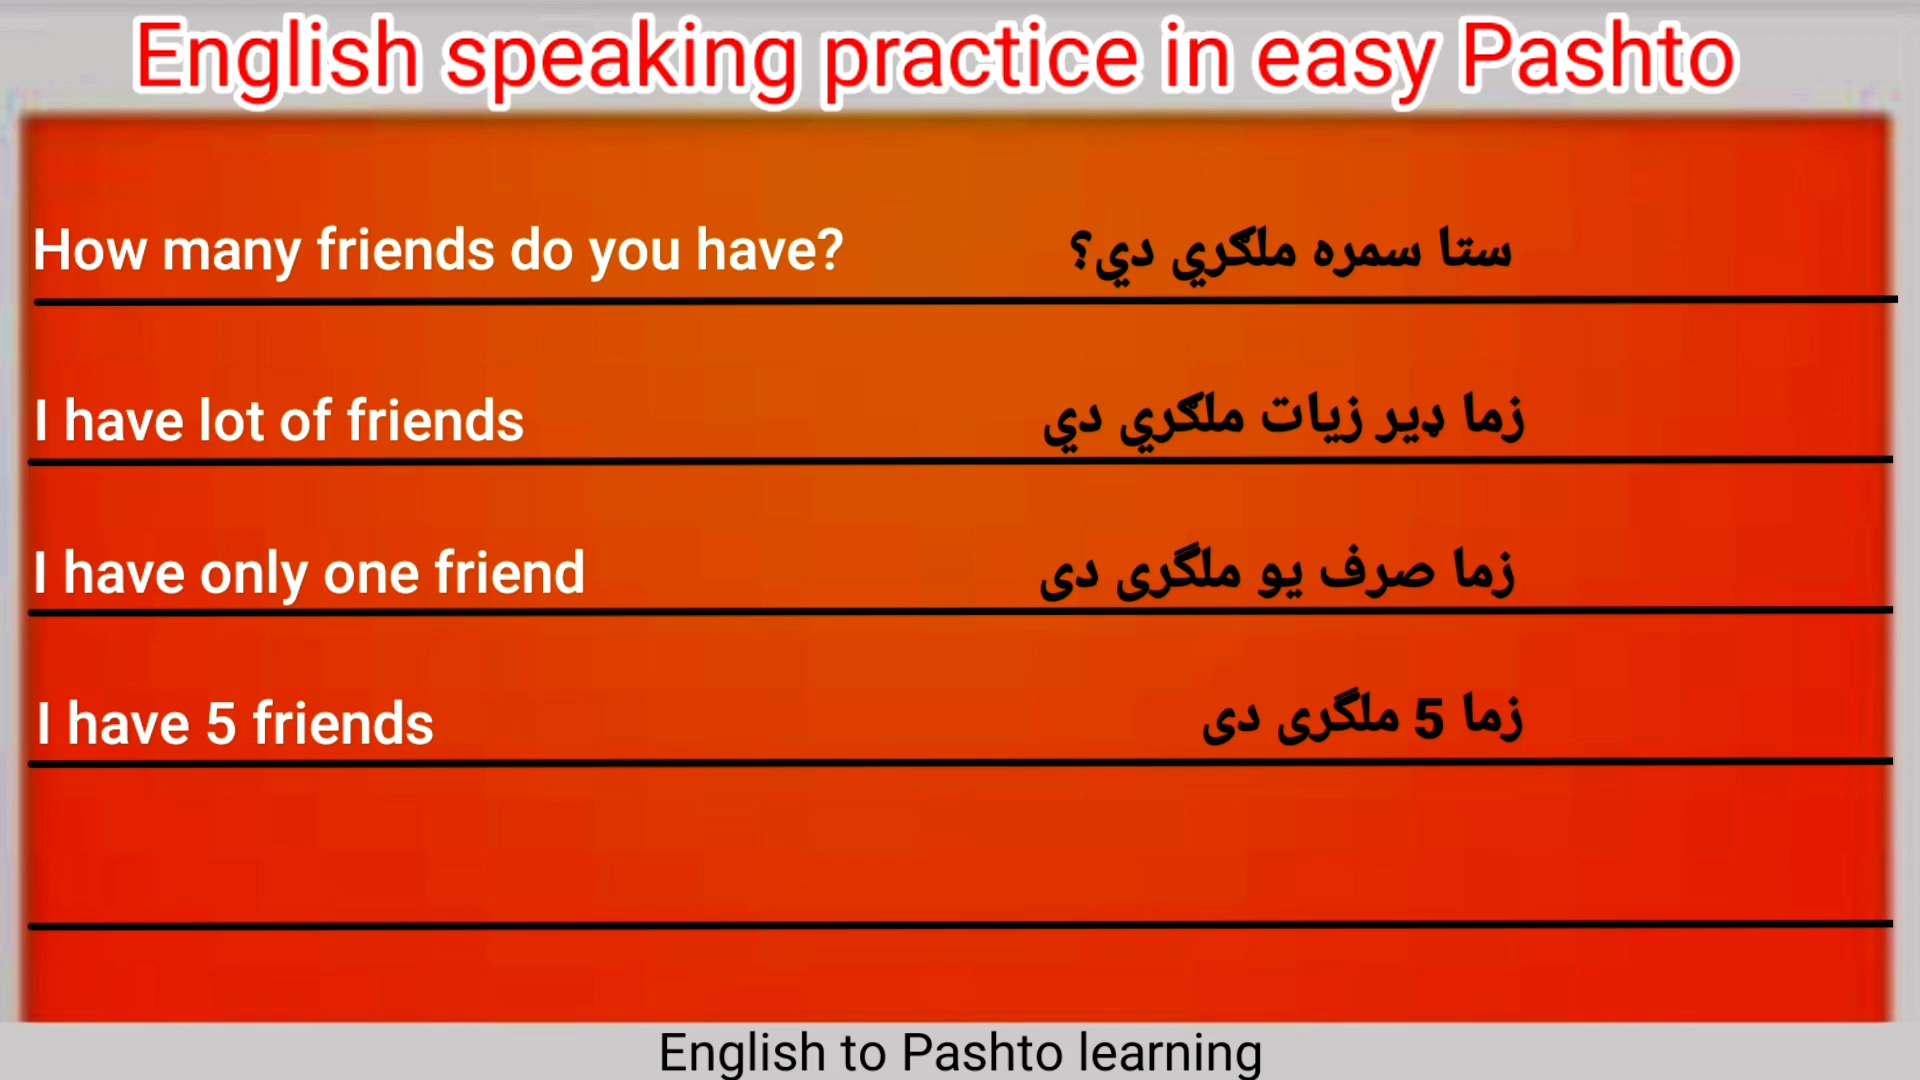 English speaking practice in easy Pashto
How many friends do you have? ستا سمره ملګري دي؟
I have lot of friends زما ډیر زیات ملګري دي
I have only one friend زما صرف یو ملگری دی
I have 5 friends زما 5 ملگری دی
English to Pashto learning